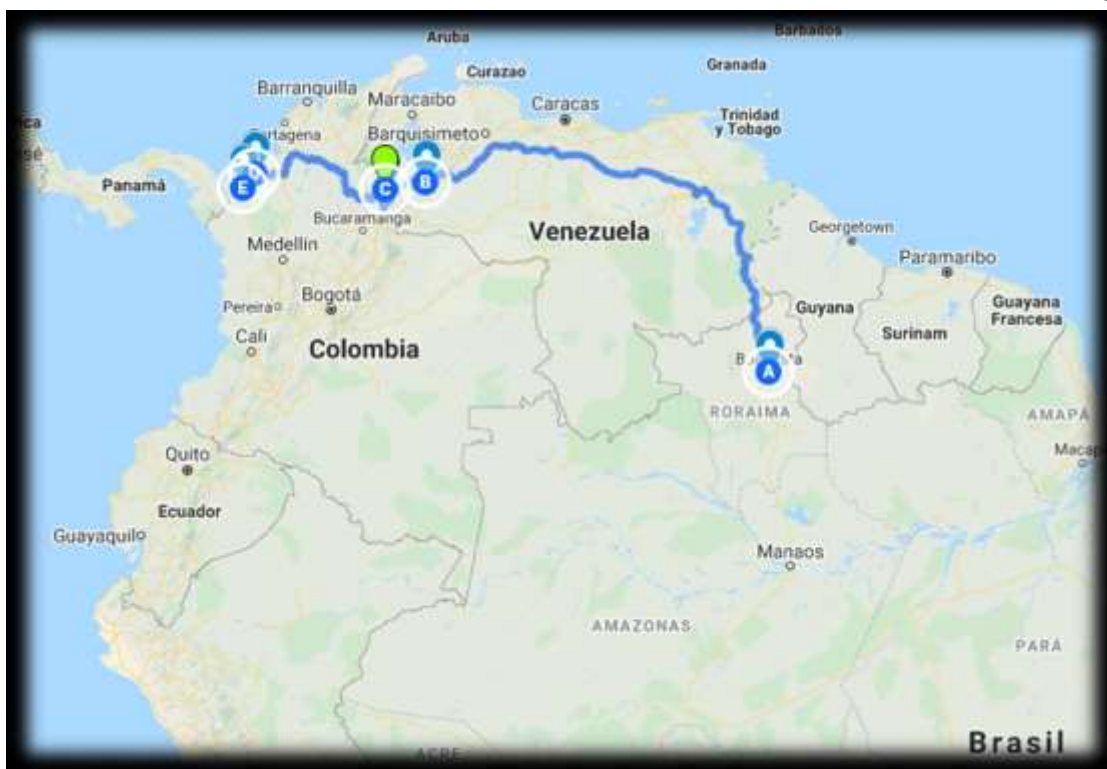 Barbados
Aruba
Granada
Curazao
Barranquilla
Maracaibo
Caracas
Trinidad
y Tobago
Barquisimeto
Panamá
E
C
B
Bucaramanga
Venezuela
Georgetown
Medellín
Paramaribo
Bogotá
Pereira
Guyana
Guayana
Francesa
Surinam
Cali
Colombia
A
RORAIMA
AMAPÁ
Quito
Ecuador
Guayaquil
Manaos
AMAZONAS
PARÁ
Brasil
ACRE